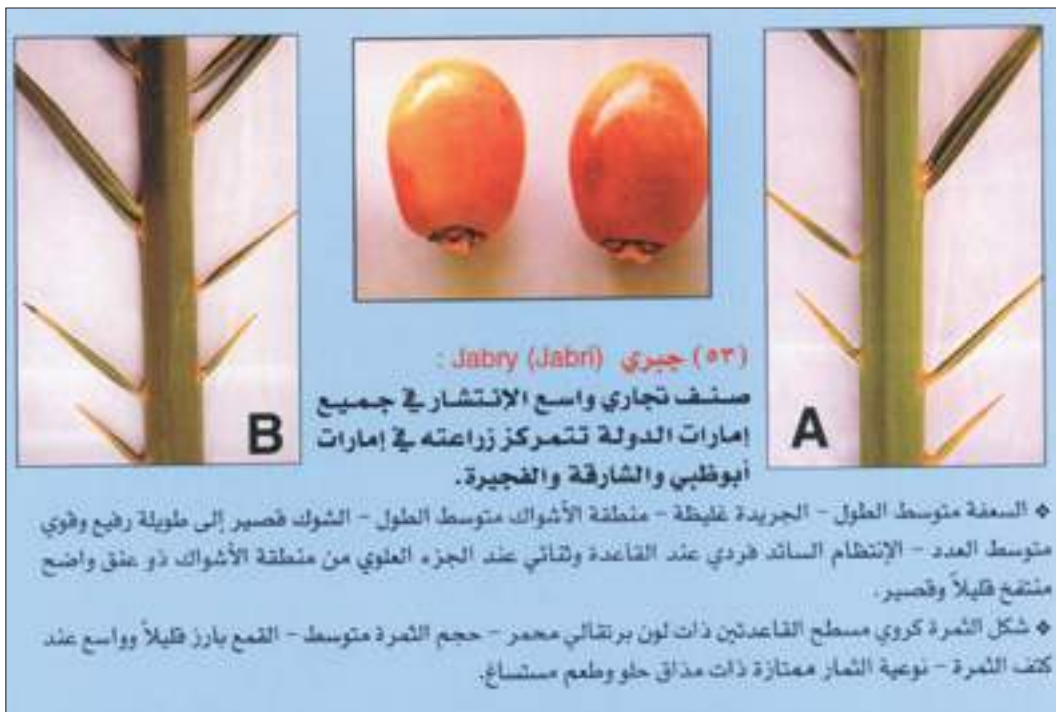 (٥٣) جبري Jabry (Jabri) :
صنف تجاري واسع الانتشار في جميع
إمارات الدولة تتمركز زراعته في إمارات
أبوظبي والشارقة والفجيرة.
A
B
❖ السعفة متوسط الطول - الجريدة غليظة - منطقة الأشواك متوسط الطول - الشوك قصير إلى طويلة رفيع وقوي
متوسط العدد - الإنتظام السائد فردي عند القاعدة وثنائي عند الجزء العلوي من منطقة الأشواك ذو عنق واضح
منتفخ قليلاً وقصير.
❖ شكل الثمرة كروي مسطح القاعدتين ذات لون برتقالي محمر - حجم الثمرة متوسط - القمع بارز قليلاً وواسع عند
كتف الثمرة - نوعية الثمار ممتازة ذات مذاق حلو وطعم مستساغ.